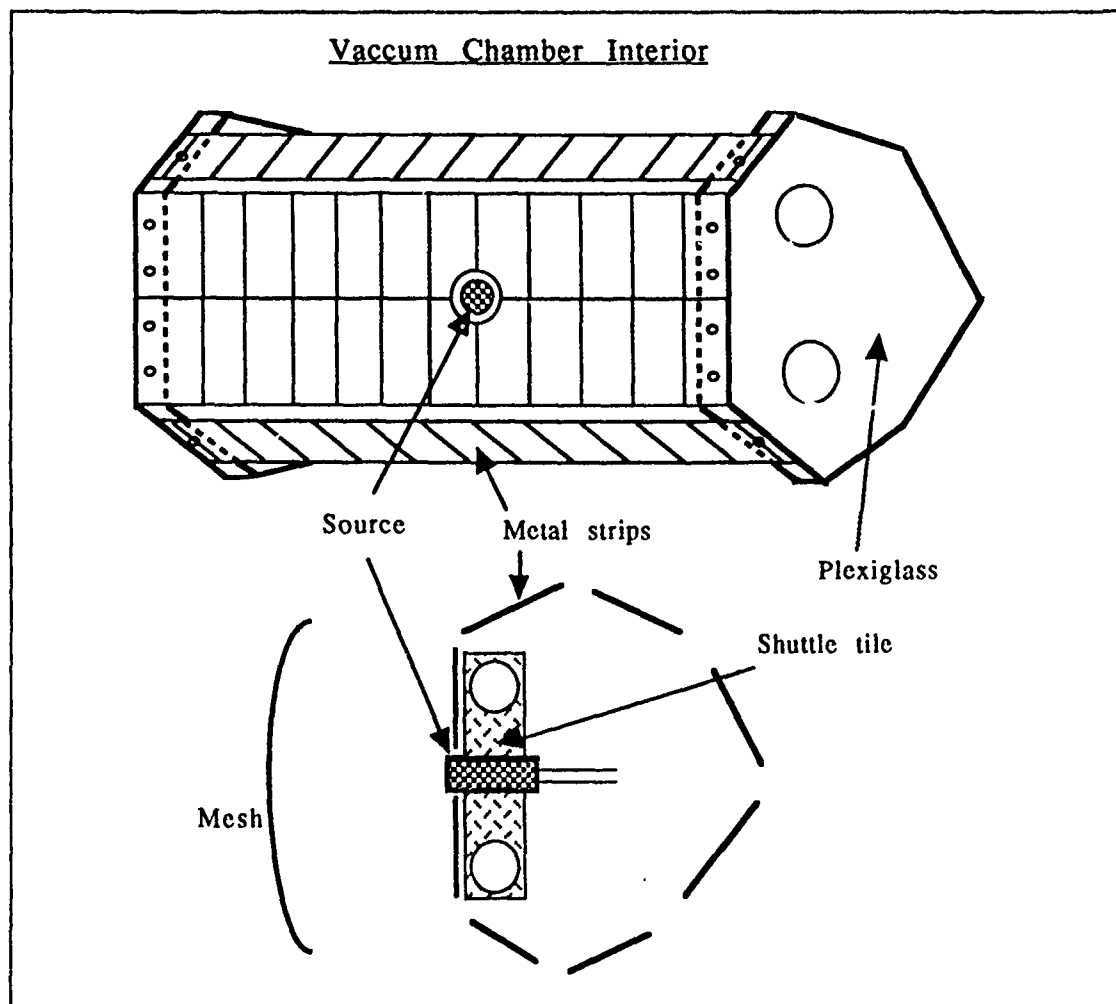 Vaccum Chamber Interior
Source
Metal strips
Plexiglass
Shuttle tile
Mesh